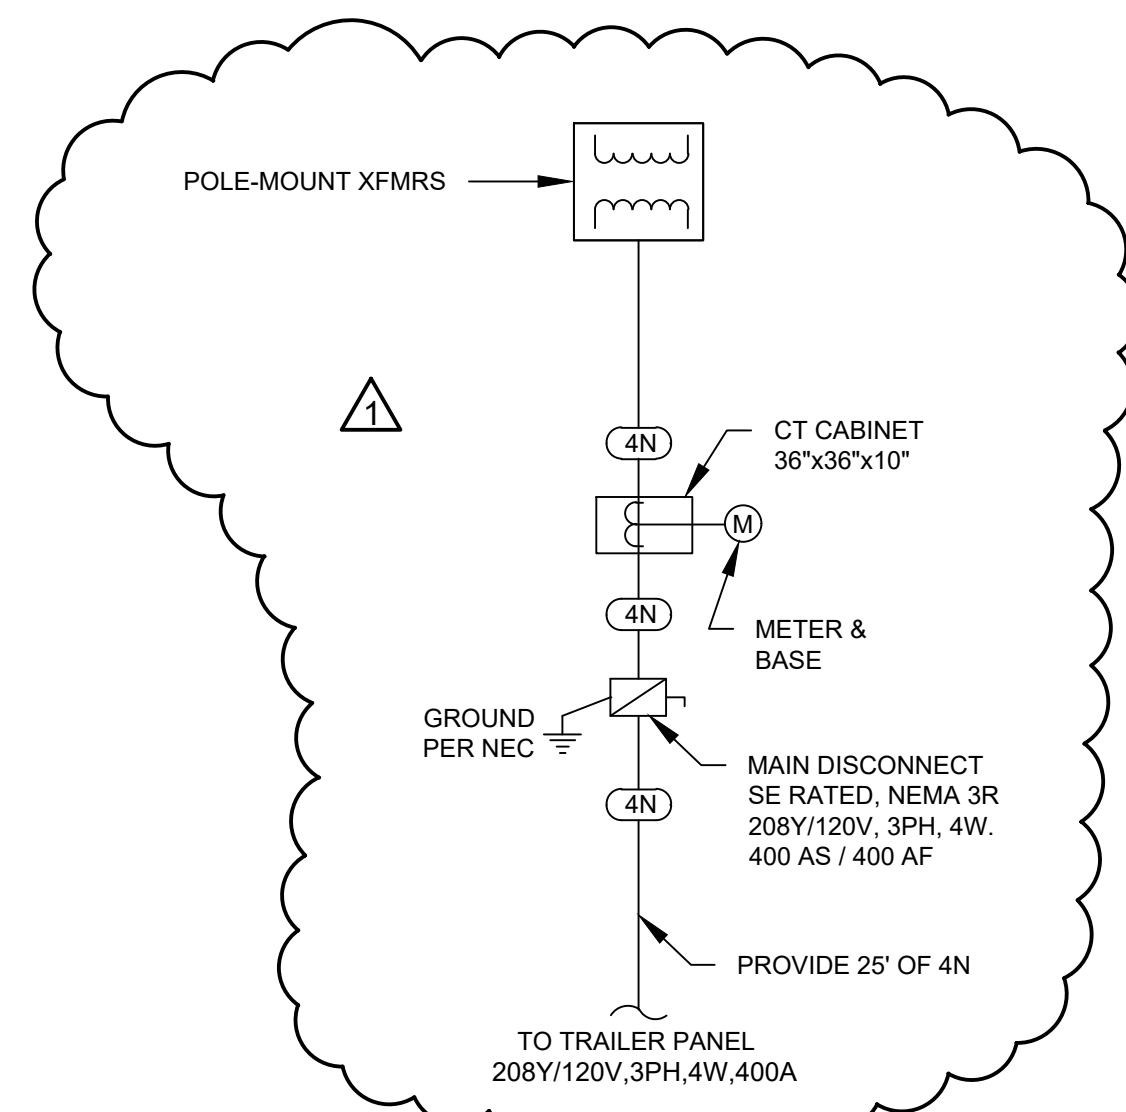 POLE-MOUNT XFMRS
1
4N
CT CABINET
36"x36"x10"
M
4N
METER &
BASE
GROUND
PER NEC
MAIN DISCONNECT
SE RATED, NEMA 3R
208Y/120V, 3PH, 4W.
400 AS / 400 AF
4N
PROVIDE 25' OF 4N
TO TRAILER PANEL
208Y/120V,3PH,4W,400A